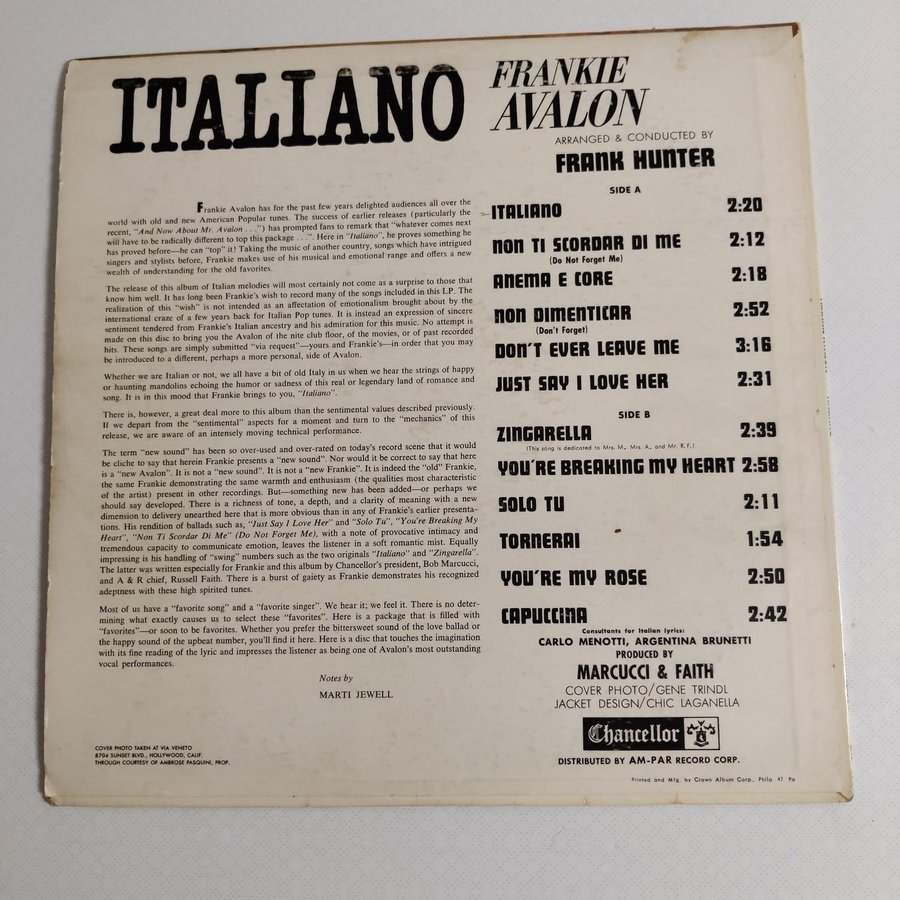 ITALIANO
FRANKIE
AVALON
ARRANGED & CONDUCTED BY
FRANK HUNTER
Frankie Avalon has for the past few years delighted audiences all over the
world with old and new American Popular tunes. The success of earlier releases (particularly the
recent, "And Now About Mr. Avalon . . .") has prompted fans to remark that "whatever comes next
will have to be radically different to top this package . . .". Here in "Italiano", he proves something he
has proved before—he can "top" it! Taking the music of another country, songs which have intrigued
singers and stylists before, Frankie makes use of his musical and emotional range and offers a new
wealth of understanding for the old favorites.
The release of this album of Italian melodies will most certainly not come as a surprise to those that
know him well. It has long been Frankie's wish to record many of the songs included in this LP. The
realization of this "wish" is not intended as an affectation of emotionalism brought about by the
international craze of a few years back for Italian Pop tunes. It is instead an expression of sincere
sentiment tendered from Frankie's Italian ancestry and his admiration for this music. No attempt is
made on this disc to bring you the Avalon of the nite club floor, of the movies, or of past recorded
hits. These songs are simply submitted "via request"—yours and Frankie's—in order that you may
be introduced to a different, perhaps a more personal, side of Avalon.
Whether we are Italian or not, we all have a bit of old Italy in us when we hear the strings of happy
or haunting mandolins echoing the humor or sadness of this real or legendary land of romance and
song. It is in this mood that Frankie brings to you, "Italiano".
There is, however, a great deal more to this album than the sentimental values described previously.
If we depart from the "sentimental" aspects for a moment and turn to the "mechanics" of this
release, we are aware of an intensely moving technical performance.
The term "new sound" has been so over-used and over-rated on today's record scene that it would
be cliche to say that herein Frankie presents a "new sound". Nor would it be correct to say that here
is a "new Avalon". It is not a "new sound". It is not a "new Frankie". It is indeed the "old" Frankie,
the same Frankie demonstrating the same warmth and enthusiasm (the qualities most characteristic
of the artist) present in other recordings. But—something new has been added—or perhaps we
should say developed. There is a richness of tone, a depth, and a clarity of meaning with a new
dimension to delivery unearthed here that is more obvious than in any of Frankie's earlier presenta-
tions. His rendition of ballads such as, "Just Say I Love Her" and "Solo Tu", "You're Breaking My
Heart", "Non Ti Scordar Di Me" (Do Not Forget Me), with a note of provocative intimacy and
tremendous capacity to communicate emotion, leaves the listener in a soft romantic mist. Equally
impressing is his handling of "swing" numbers such as the two originals "Italiano" and "Zingarella".
The latter was written especially for Frankie and this album by Chancellor's president, Bob Marcucci,
and A & R chief, Russell Faith. There is a burst of gaiety as Frankie demonstrates his recognized
adeptness with these high spirited tunes.
Most of us have a "favorite song" and a "favorite singer". We hear it; we feel it. There is no deter-
mining what exactly causes us to select these "favorites". Here is a package that is filled with
"favorites"—or soon to be favorites. Whether you prefer the bittersweet sound of the love ballad or
the happy sound of the upbeat number, you'll find it here. Here is a disc that touches the imagination
with its fine reading of the lyric and impresses the listener as being one of Avalon's most outstanding
vocal performances.
Notes by
MARTI JEWELL
COVER PHOTO TAKEN AT VIA VENETO
8704 SUNSET BLVD., HOLLYWOOD, CALIF.
THROUGH COURTESY OF AMBROSE PASQUINI, PROP.
SIDE A
ITALIANO 2:20
NON TI SCORDAR DI ME 2:12
(Do Not Forget Me)
ANEMA E CORE 2:18
NON DIMENTICAR 2:52
(Don't Forget)
DON'T EVER LEAVE ME 3:16
JUST SAY I LOVE HER 2:31
SIDE B
ZINGARELLA 2:39
(This song is dedicated to Mrs. M., Mrs. A., and Mr. R.F.)
YOU'RE BREAKING MY HEART 2:58
SOLO TU 2:11
TORNERAI 1:54
YOU'RE MY ROSE 2:50
CAPUCCINA 2:42
Consultants for Italian lyrics:
CARLO MENOTTI, ARGENTINA BRUNETTI
PRODUCED BY
MARCUCCI & FAITH
COVER PHOTO/GENE TRINDL
JACKET DESIGN/CHIC LAGANELLA
Chancellor
DISTRIBUTED BY AM-PAR RECORD CORP.
Printed and Mfg. by Crown Album Corp., Phila. 47 Pa